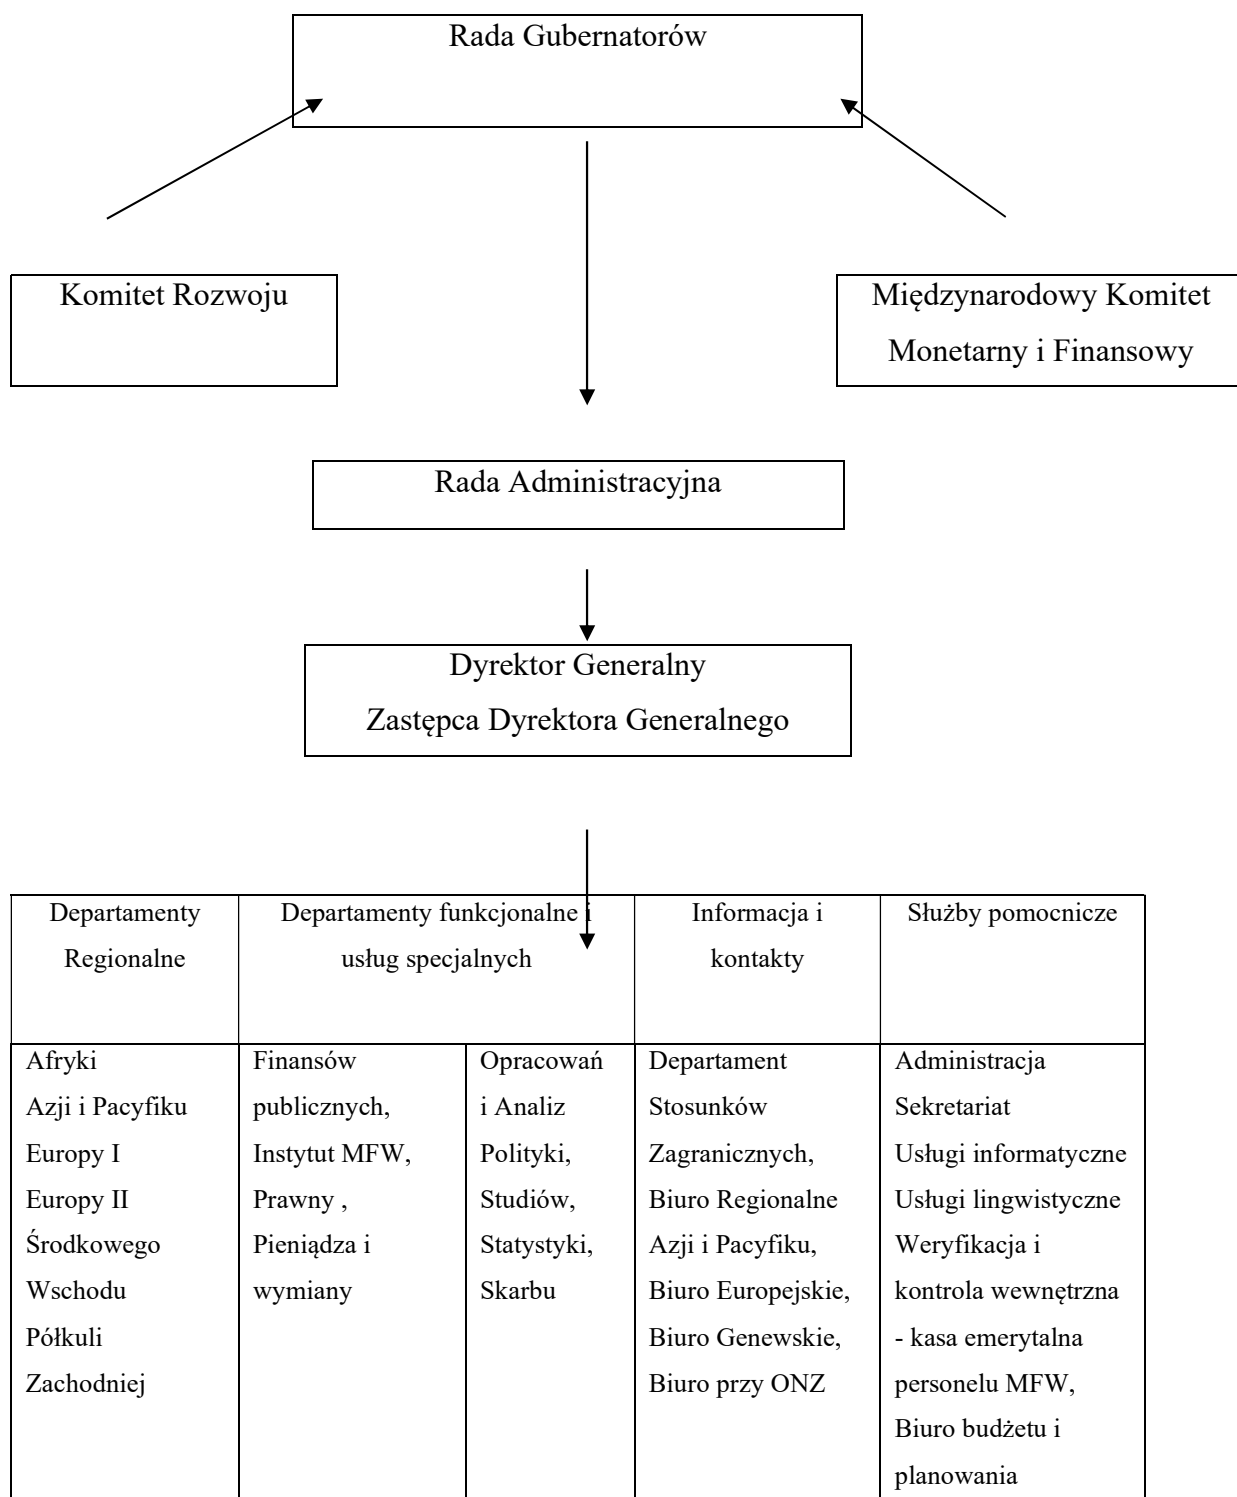 Rada Gubernatorów
Komitet Rozwoju
Międzynarodowy Komitet
Monetarny i Finansowy
Rada Administracyjna
Dyrektor Generalny
Zastępca Dyrektora Generalnego
Departamenty
Regionalne
Departamenty funkcjonalne i
usług specjalnych
Informacja i
kontakty
Służby pomocnicze
Afryki
Azji i Pacyfiku
Europy I
Europy II
Środkowego
Wschodu
Półkuli
Zachodniej
Finansów
publicznych,
Instytut MFW,
Prawny ,
Pieniądza i
wymiany
Opracowań
i Analiz
Polityki,
Studiów,
Statystyki,
Skarbu
Departament
Stosunków
Zagranicznych,
Biuro Regionalne
Azji i Pacyfiku,
Biuro Europejskie,
Biuro Genewskie,
Biuro przy ONZ
Administracja
Sekretariat
Usługi informatyczne
Usługi lingwistyczne
Weryfikacja i
kontrola wewnętrzna
- kasa emerytalna
personelu MFW,
Biuro budżetu i
planowania